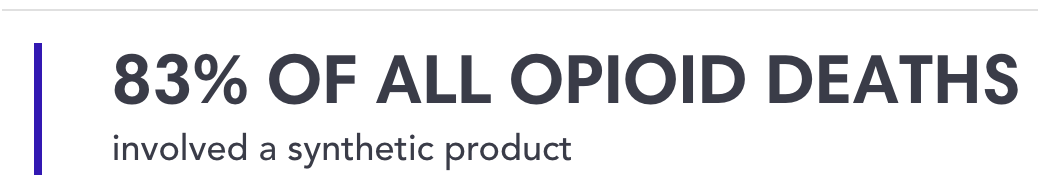 83% OF ALL OPIOID DEATHS
involved a synthetic product